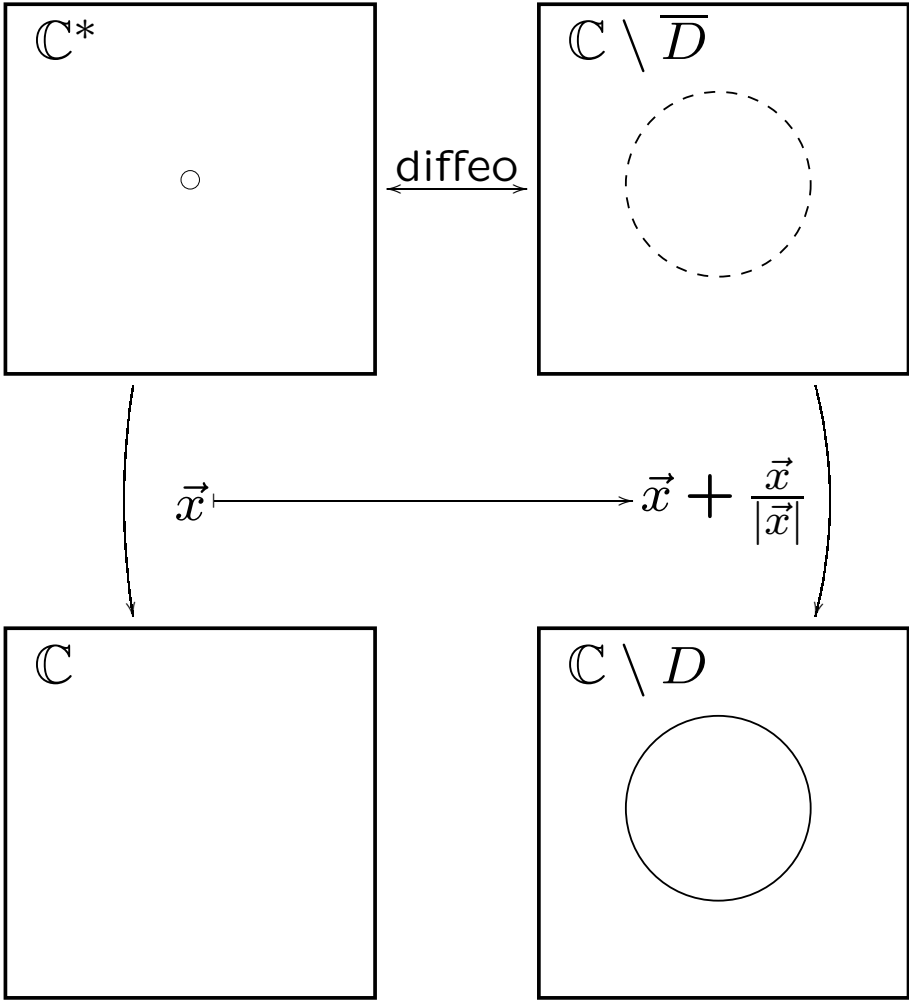 ℂ*
ℂ \ D̅
diffeo
x⃗
x⃗ + x⃗/|x⃗|
ℂ
ℂ \ D